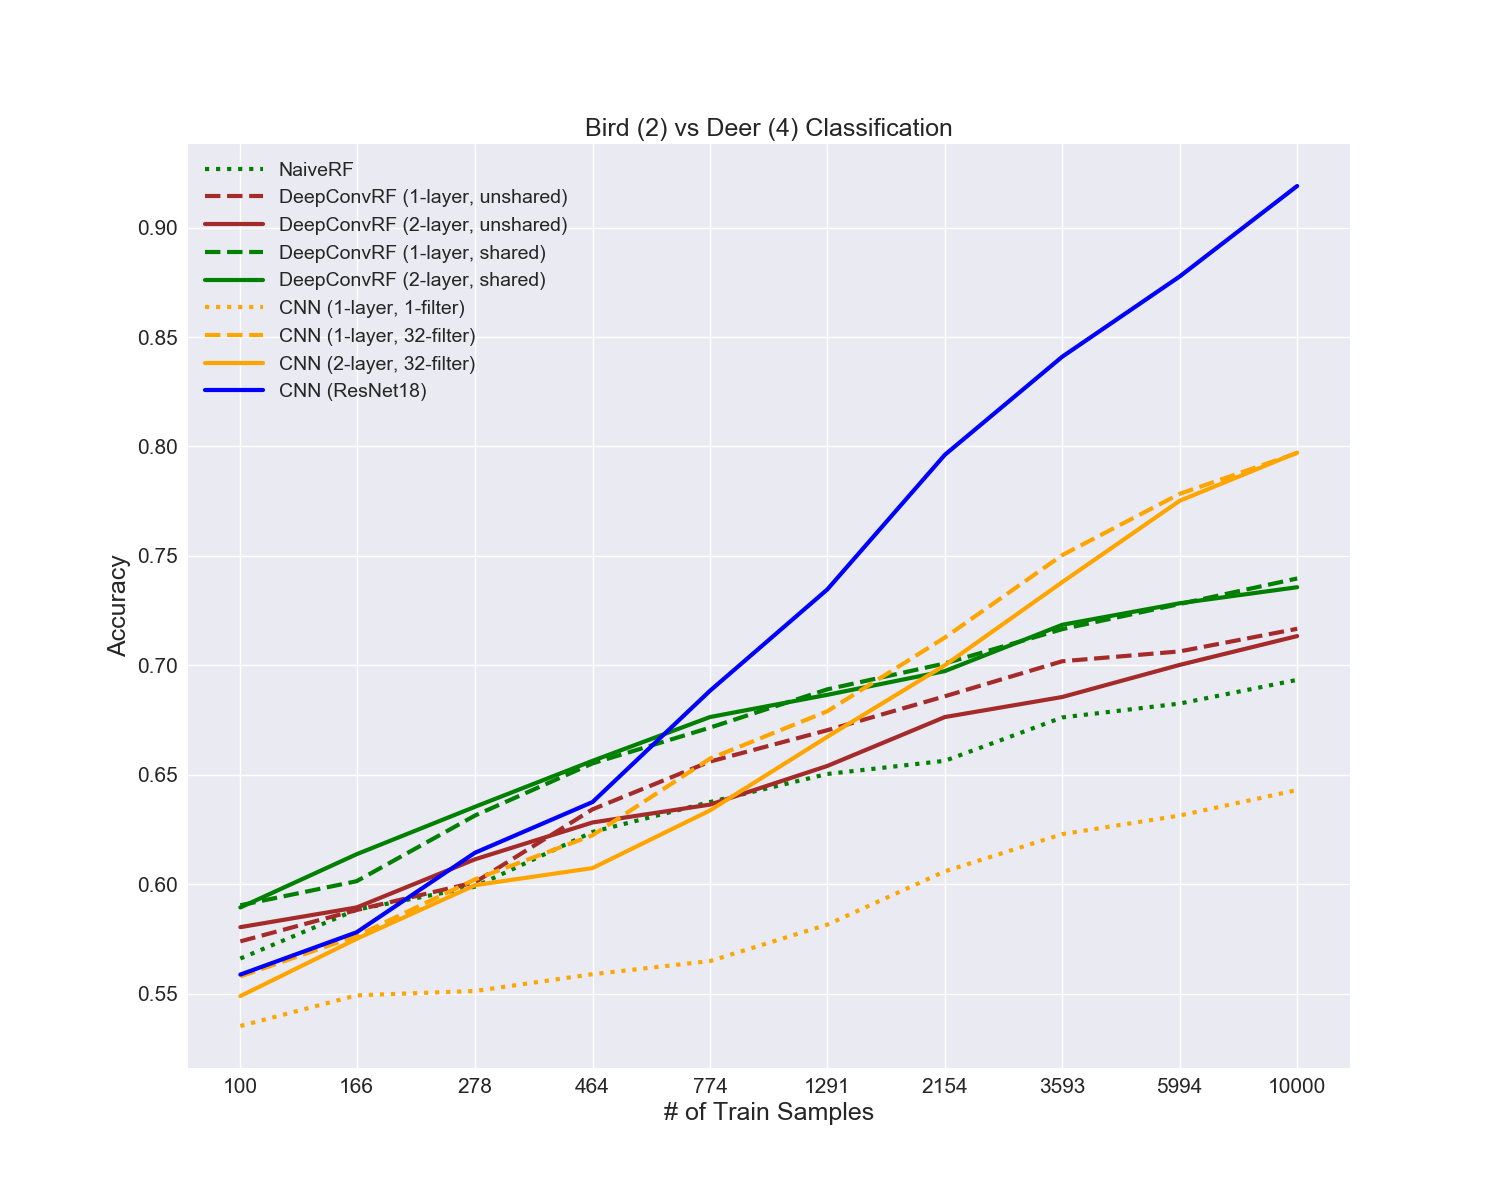 Bird (2) vs Deer (4) Classification
NaiveRF
DeepConvRF (1-layer, unshared)
DeepConvRF (2-layer, unshared)
DeepConvRF (1-layer, shared)
DeepConvRF (2-layer, shared)
CNN (1-layer, 1-filter)
CNN (1-layer, 32-filter)
CNN (2-layer, 32-filter)
CNN (ResNet18)
0.90
0.85
0.80
0.75
0.70
0.65
0.60
0.55
Accuracy
100 166 278 464 774 1291 2154 3593 5994 10000
# of Train Samples